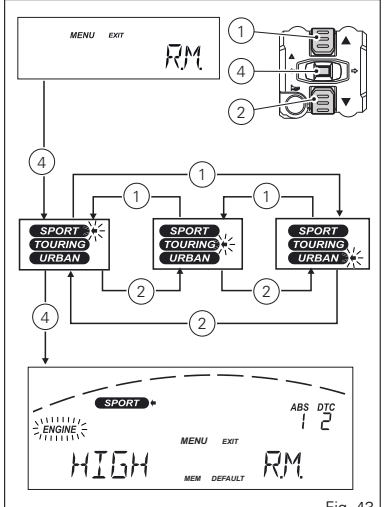 MENU EXIT
R.M.
1
4
2
4
1
1
1
SPORT
TOURING
URBAN
SPORT
TOURING
URBAN
SPORT
TOURING
URBAN
2
2
2
4
SPORT
ABS DTC
1 2
ENGINE
MENU EXIT
HIGH
MEM DEFAULT
R.M.
Fig. 42